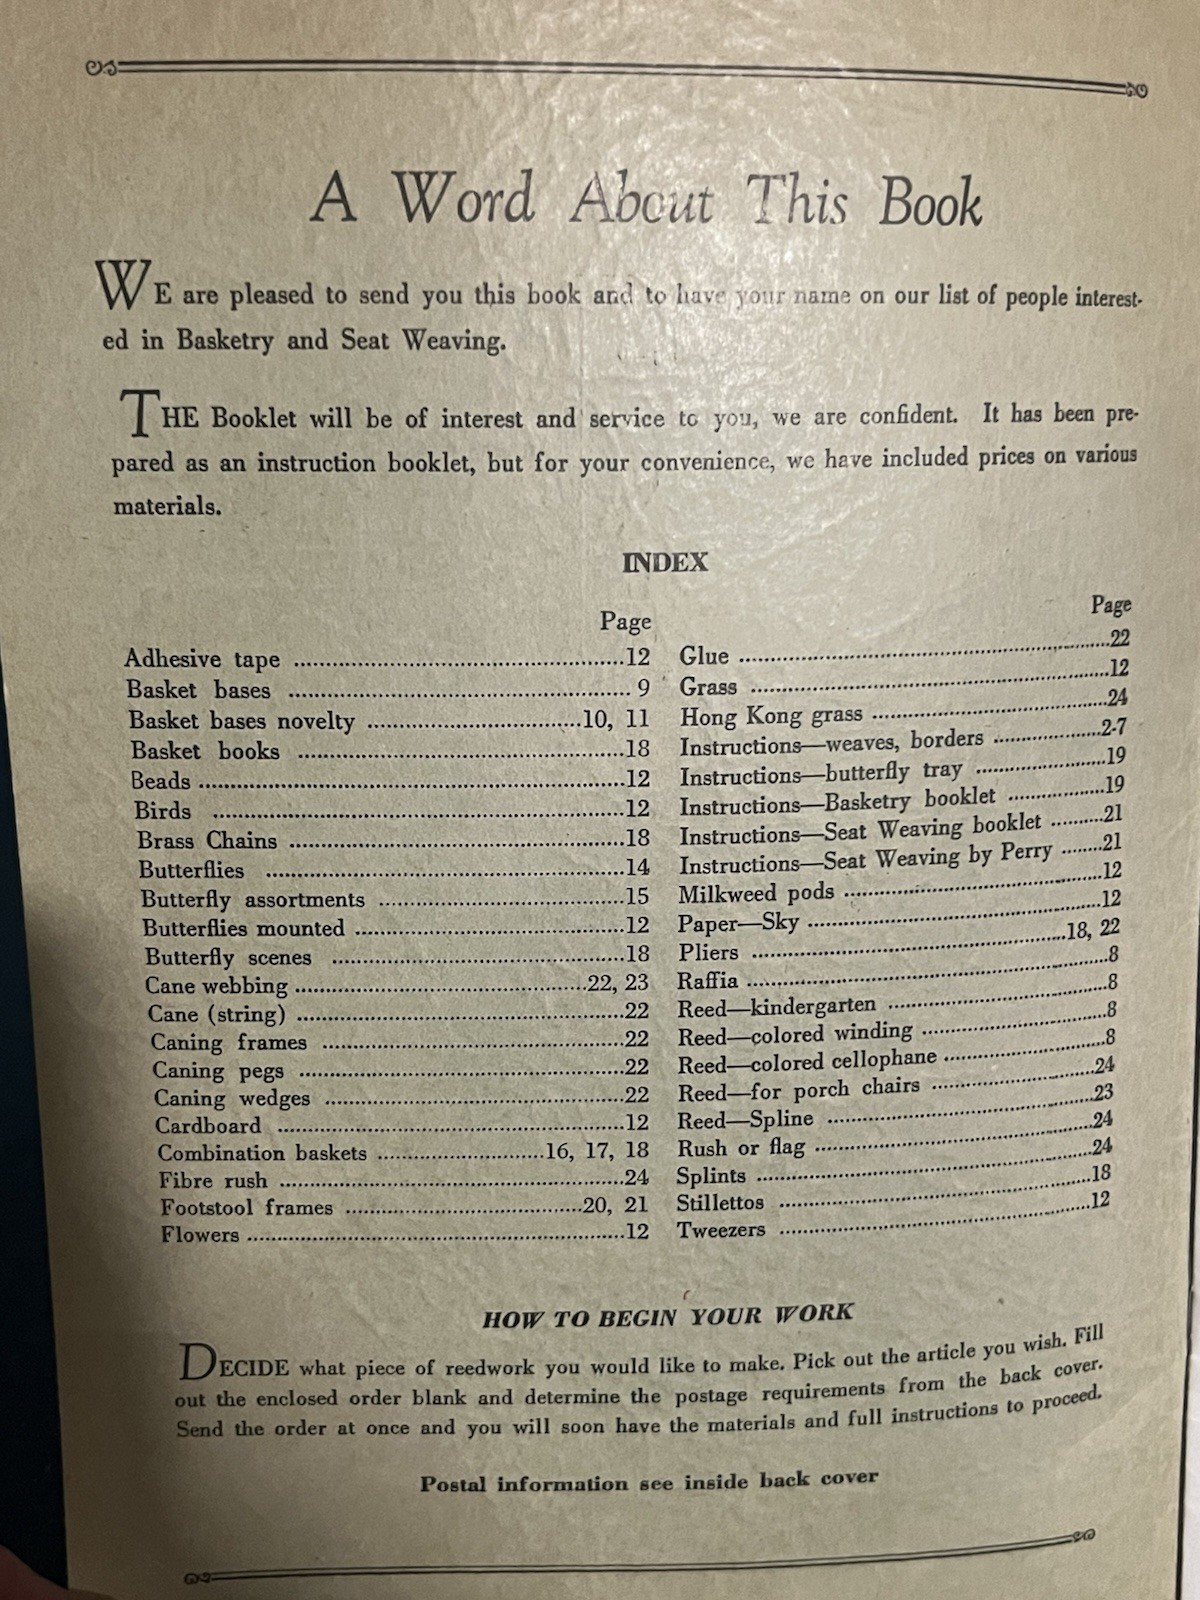 A Word About This Book
WE are pleased to send you this book and to have your name on our list of people interest-
ed in Basketry and Seat Weaving.
THE Booklet will be of interest and service to you, we are confident. It has been pre-
pared as an instruction booklet, but for your convenience, we have included prices on various
materials.
INDEX
Page
Adhesive tape ........................................12
Basket bases ......................................... 9
Basket bases novelty ..........................10, 11
Basket books ........................................18
Beads ....................................................12
Birds ....................................................12
Brass Chains ........................................18
Butterflies ............................................14
Butterfly assortments ..............................15
Butterflies mounted ................................12
Butterfly scenes ....................................18
Cane webbing ....................................22, 23
Cane (string) ........................................22
Caning frames ......................................22
Caning pegs ........................................22
Caning wedges ......................................22
Cardboard ............................................12
Combination baskets ....................16, 17, 18
Fibre rush ............................................24
Footstool frames ............................20, 21
Flowers ................................................12
Page
Glue ....................................................22
Grass ..................................................12
Hong Kong grass ..................................24
Instructions—weaves, borders ................2-7
Instructions—butterfly tray ....................19
Instructions—Basketry booklet ................19
Instructions—Seat Weaving booklet ..........21
Instructions—Seat Weaving by Perry ........21
Milkweed pods ......................................12
Paper—Sky ..........................................12
Pliers ..............................................18, 22
Raffia ..................................................8
Reed—kindergarten ................................8
Reed—colored winding ............................8
Reed—colored cellophane ........................8
Reed—for porch chairs ..........................24
Reed—Spline ........................................23
Rush or flag ..........................................24
Splints ................................................24
Stillettos ..............................................18
Tweezers ..............................................12
HOW TO BEGIN YOUR WORK
DECIDE what piece of reedwork you would like to make. Pick out the article you wish. Fill
out the enclosed order blank and determine the postage requirements from the back cover.
Send the order at once and you will soon have the materials and full instructions to proceed.
Postal information see inside back cover